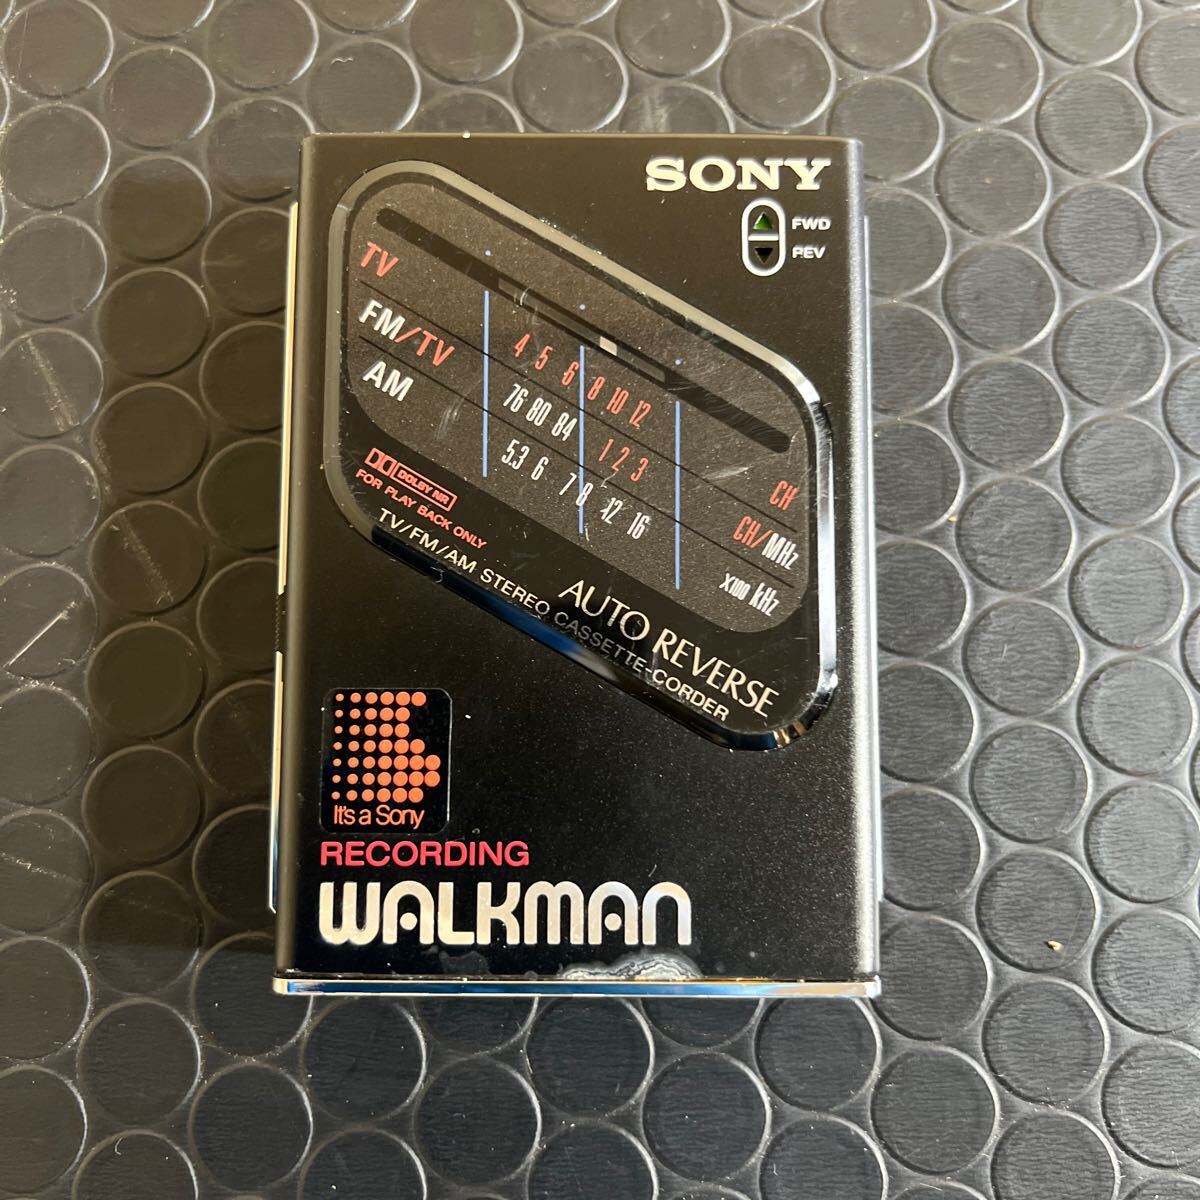 SONY
FWD
REV
TV 4 5 6 8 10 12 CH
FM/TV 76 80 84 1 2 3 CH/MHz
AM 5.3 6 7 8 12 16 X100 kHz
DOLBY NR
FOR PLAY BACK ONLY
TV/FM/AM STEREO CASSETTE-CORDER
AUTO REVERSE
It's a Sony
RECORDING
WALKMAN